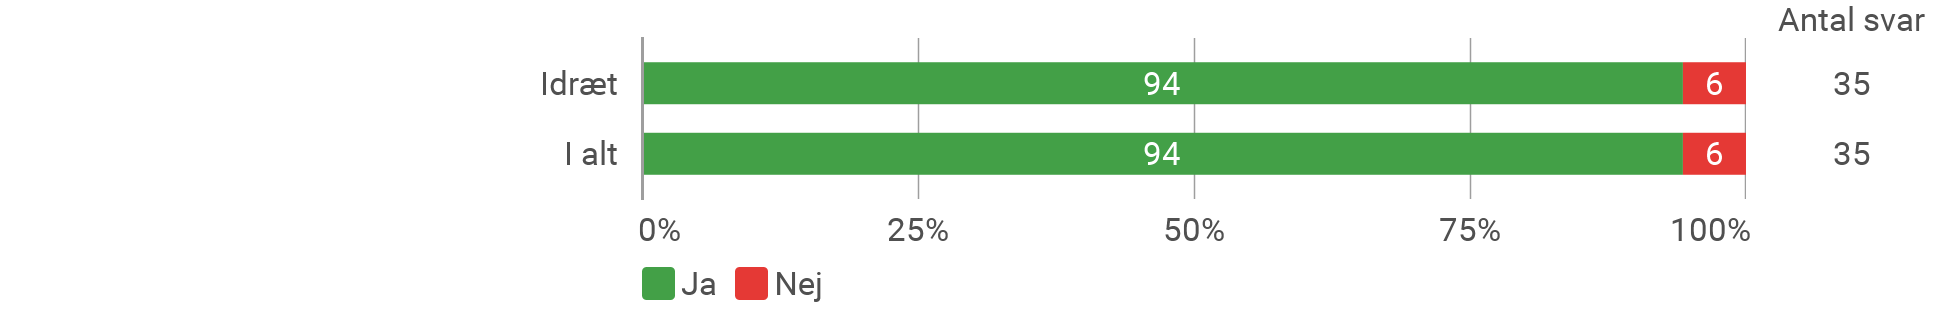 Antal svar
Idræt 94 6 35
I alt 94 6 35
0% 25% 50% 75% 100%
Ja Nej